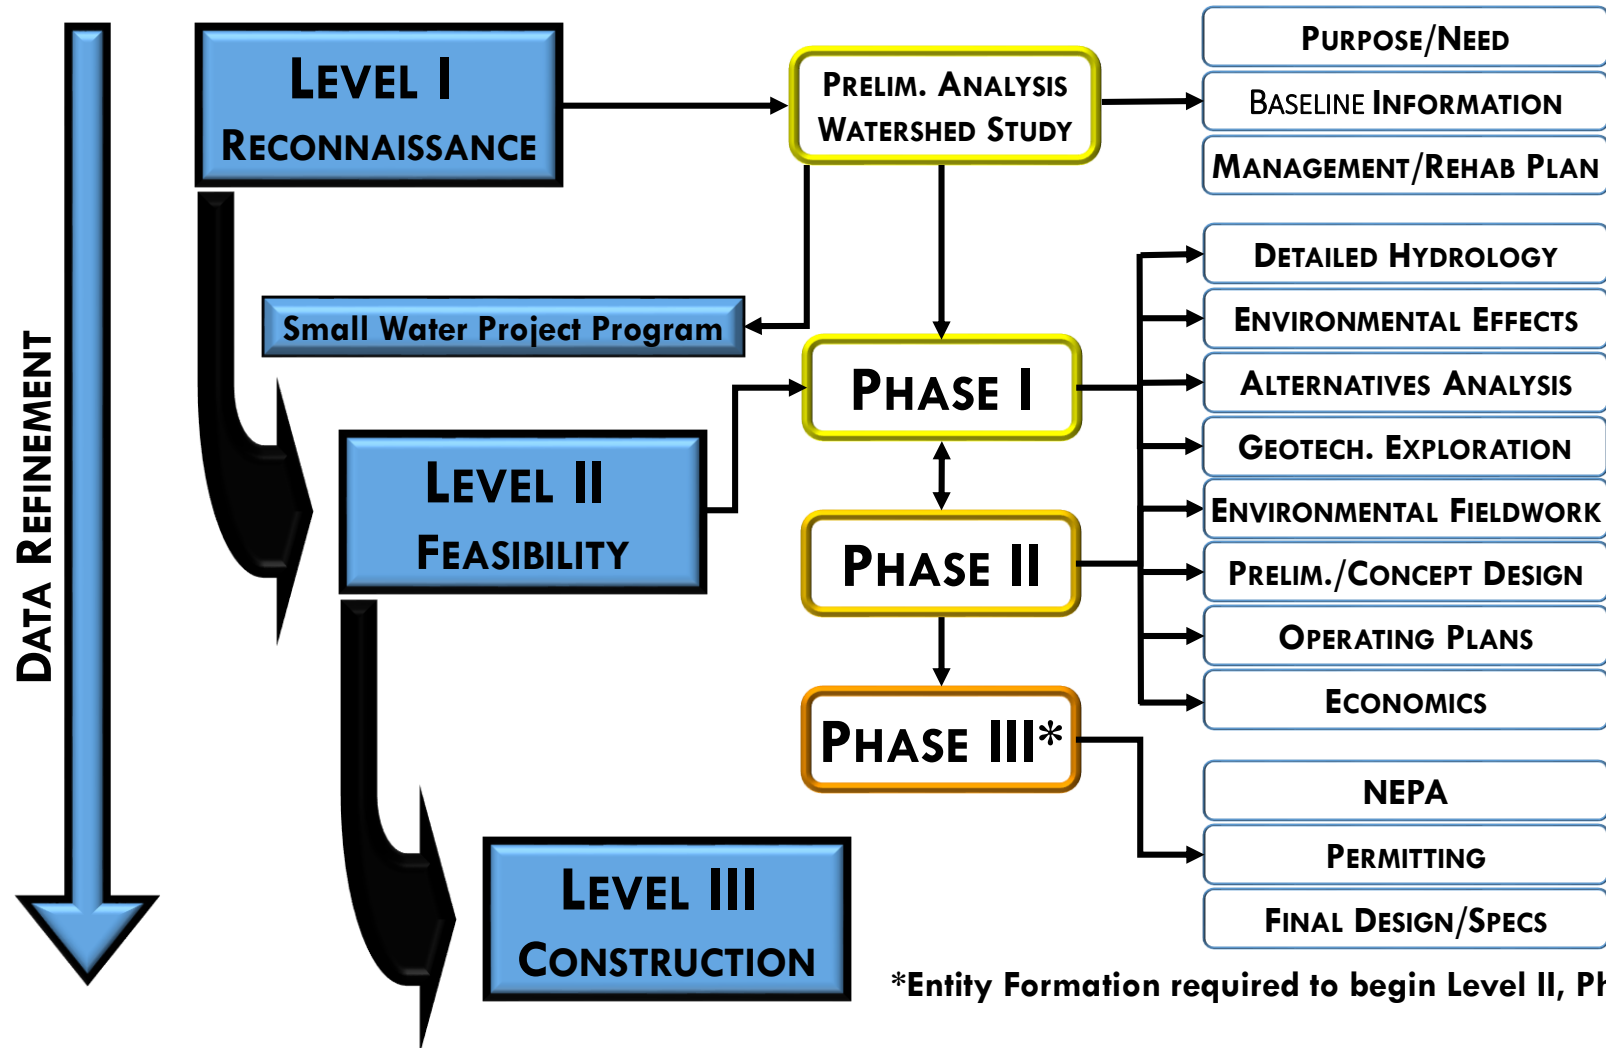 DATA REFINEMENT
LEVEL I
RECONNAISSANCE
PRELIM. ANALYSIS
WATERSHED STUDY
PURPOSE/NEED
BASELINE INFORMATION
MANAGEMENT/REHAB PLAN
Small Water Project Program
LEVEL II
FEASIBILITY
PHASE I
PHASE II
PHASE III*
DETAILED HYDROLOGY
ENVIRONMENTAL EFFECTS
ALTERNATIVES ANALYSIS
GEOTECH. EXPLORATION
ENVIRONMENTAL FIELDWORK
PRELIM./CONCEPT DESIGN
OPERATING PLANS
ECONOMICS
NEPA
PERMITTING
FINAL DESIGN/SPECS
LEVEL III
CONSTRUCTION
*Entity Formation required to begin Level II,